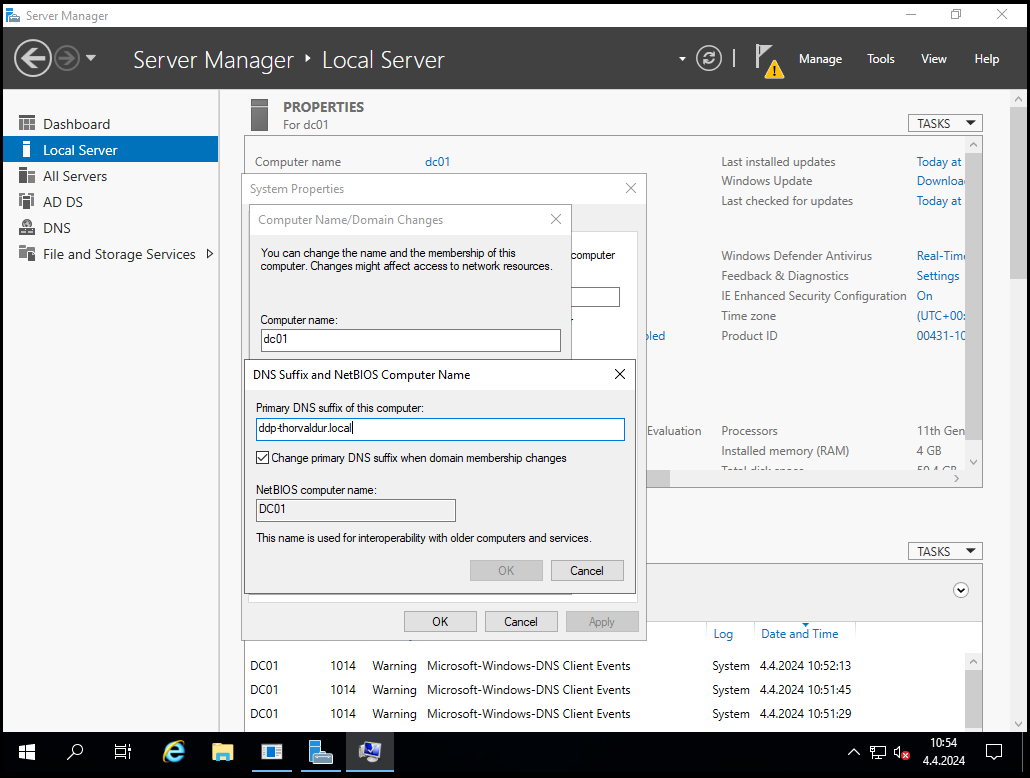 Server Manager
Server Manager ‣ Local Server
Manage Tools View Help
Dashboard
Local Server
All Servers
AD DS
DNS
File and Storage Services
PROPERTIES
For dc01
TASKS
Computer name dc01
Last installed updates Today at
Windows Update Downloa
Last checked for updates Today at
Windows Defender Antivirus Real-Time
Feedback & Diagnostics Settings
IE Enhanced Security Configuration On
Time zone (UTC+00:
Product ID 00431-10
Evaluation
Processors 11th Gen
Installed memory (RAM) 4 GB
Total disk space 59.4 GB
System Properties
computer
bled
Computer Name/Domain Changes
You can change the name and the membership of this
computer. Changes might affect access to network resources.
Computer name:
dc01
DNS Suffix and NetBIOS Computer Name
Primary DNS suffix of this computer:
ddp-thorvaldur.local
Change primary DNS suffix when domain membership changes
NetBIOS computer name:
DC01
This name is used for interoperability with older computers and services.
OK Cancel
OK Cancel Apply
TASKS
Log Date and Time
DC01 1014 Warning Microsoft-Windows-DNS Client Events System 4.4.2024 10:52:13
DC01 1014 Warning Microsoft-Windows-DNS Client Events System 4.4.2024 10:51:45
DC01 1014 Warning Microsoft-Windows-DNS Client Events System 4.4.2024 10:51:29
10:54
4.4.2024